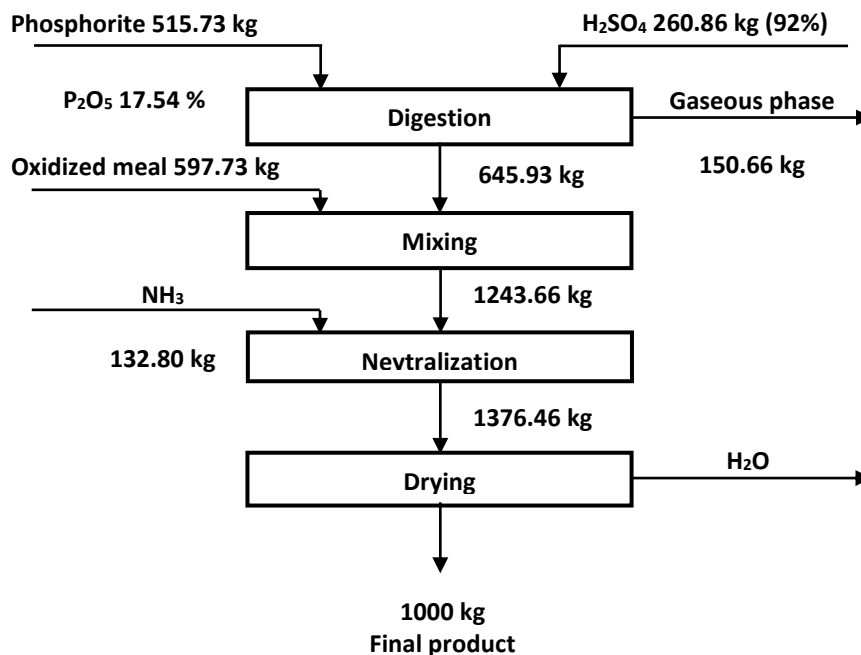 Phosphorite 515.73 kg
H₂SO₄ 260.86 kg (92%)
P₂O₅ 17.54 %
Digestion
Gaseous phase
Oxidized meal 597.73 kg
645.93 kg
150.66 kg
Mixing
NH₃
1243.66 kg
132.80 kg
Nevtralization
1376.46 kg
H₂O
Drying
1000 kg
Final product